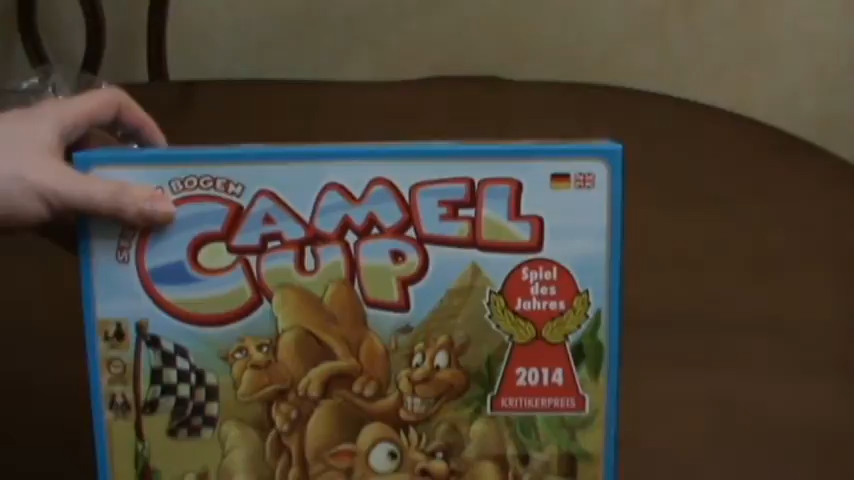 BOGEN
CAMEL
CUP
Spiel
des
Jahres
2014
KRITIKERPREIS